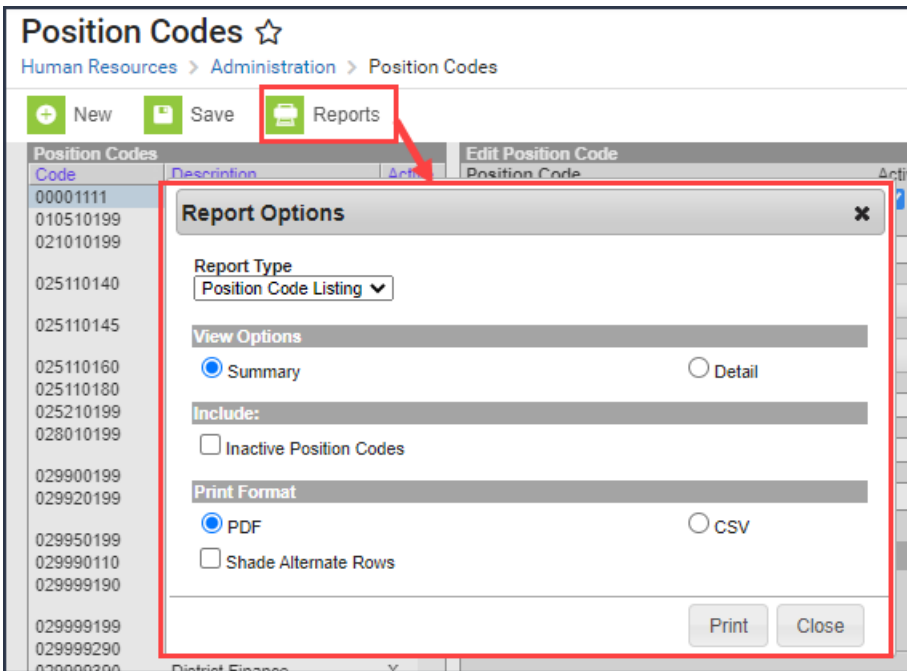 Position Codes
Human Resources > Administration > Position Codes
New Save Reports
Position Codes Edit Position Code
Code Description Position Code
00001111
010510199
021010199
025110140
025110145
025110160
025110180
025210199
028010199
029900199
029920199
029950199
029990110
029999190
029999199
029999290
029999390 District Finance X
Report Options
Report Type
Position Code Listing
View Options
Summary Detail
Include:
Inactive Position Codes
Print Format
PDF CSV
Shade Alternate Rows
Print Close